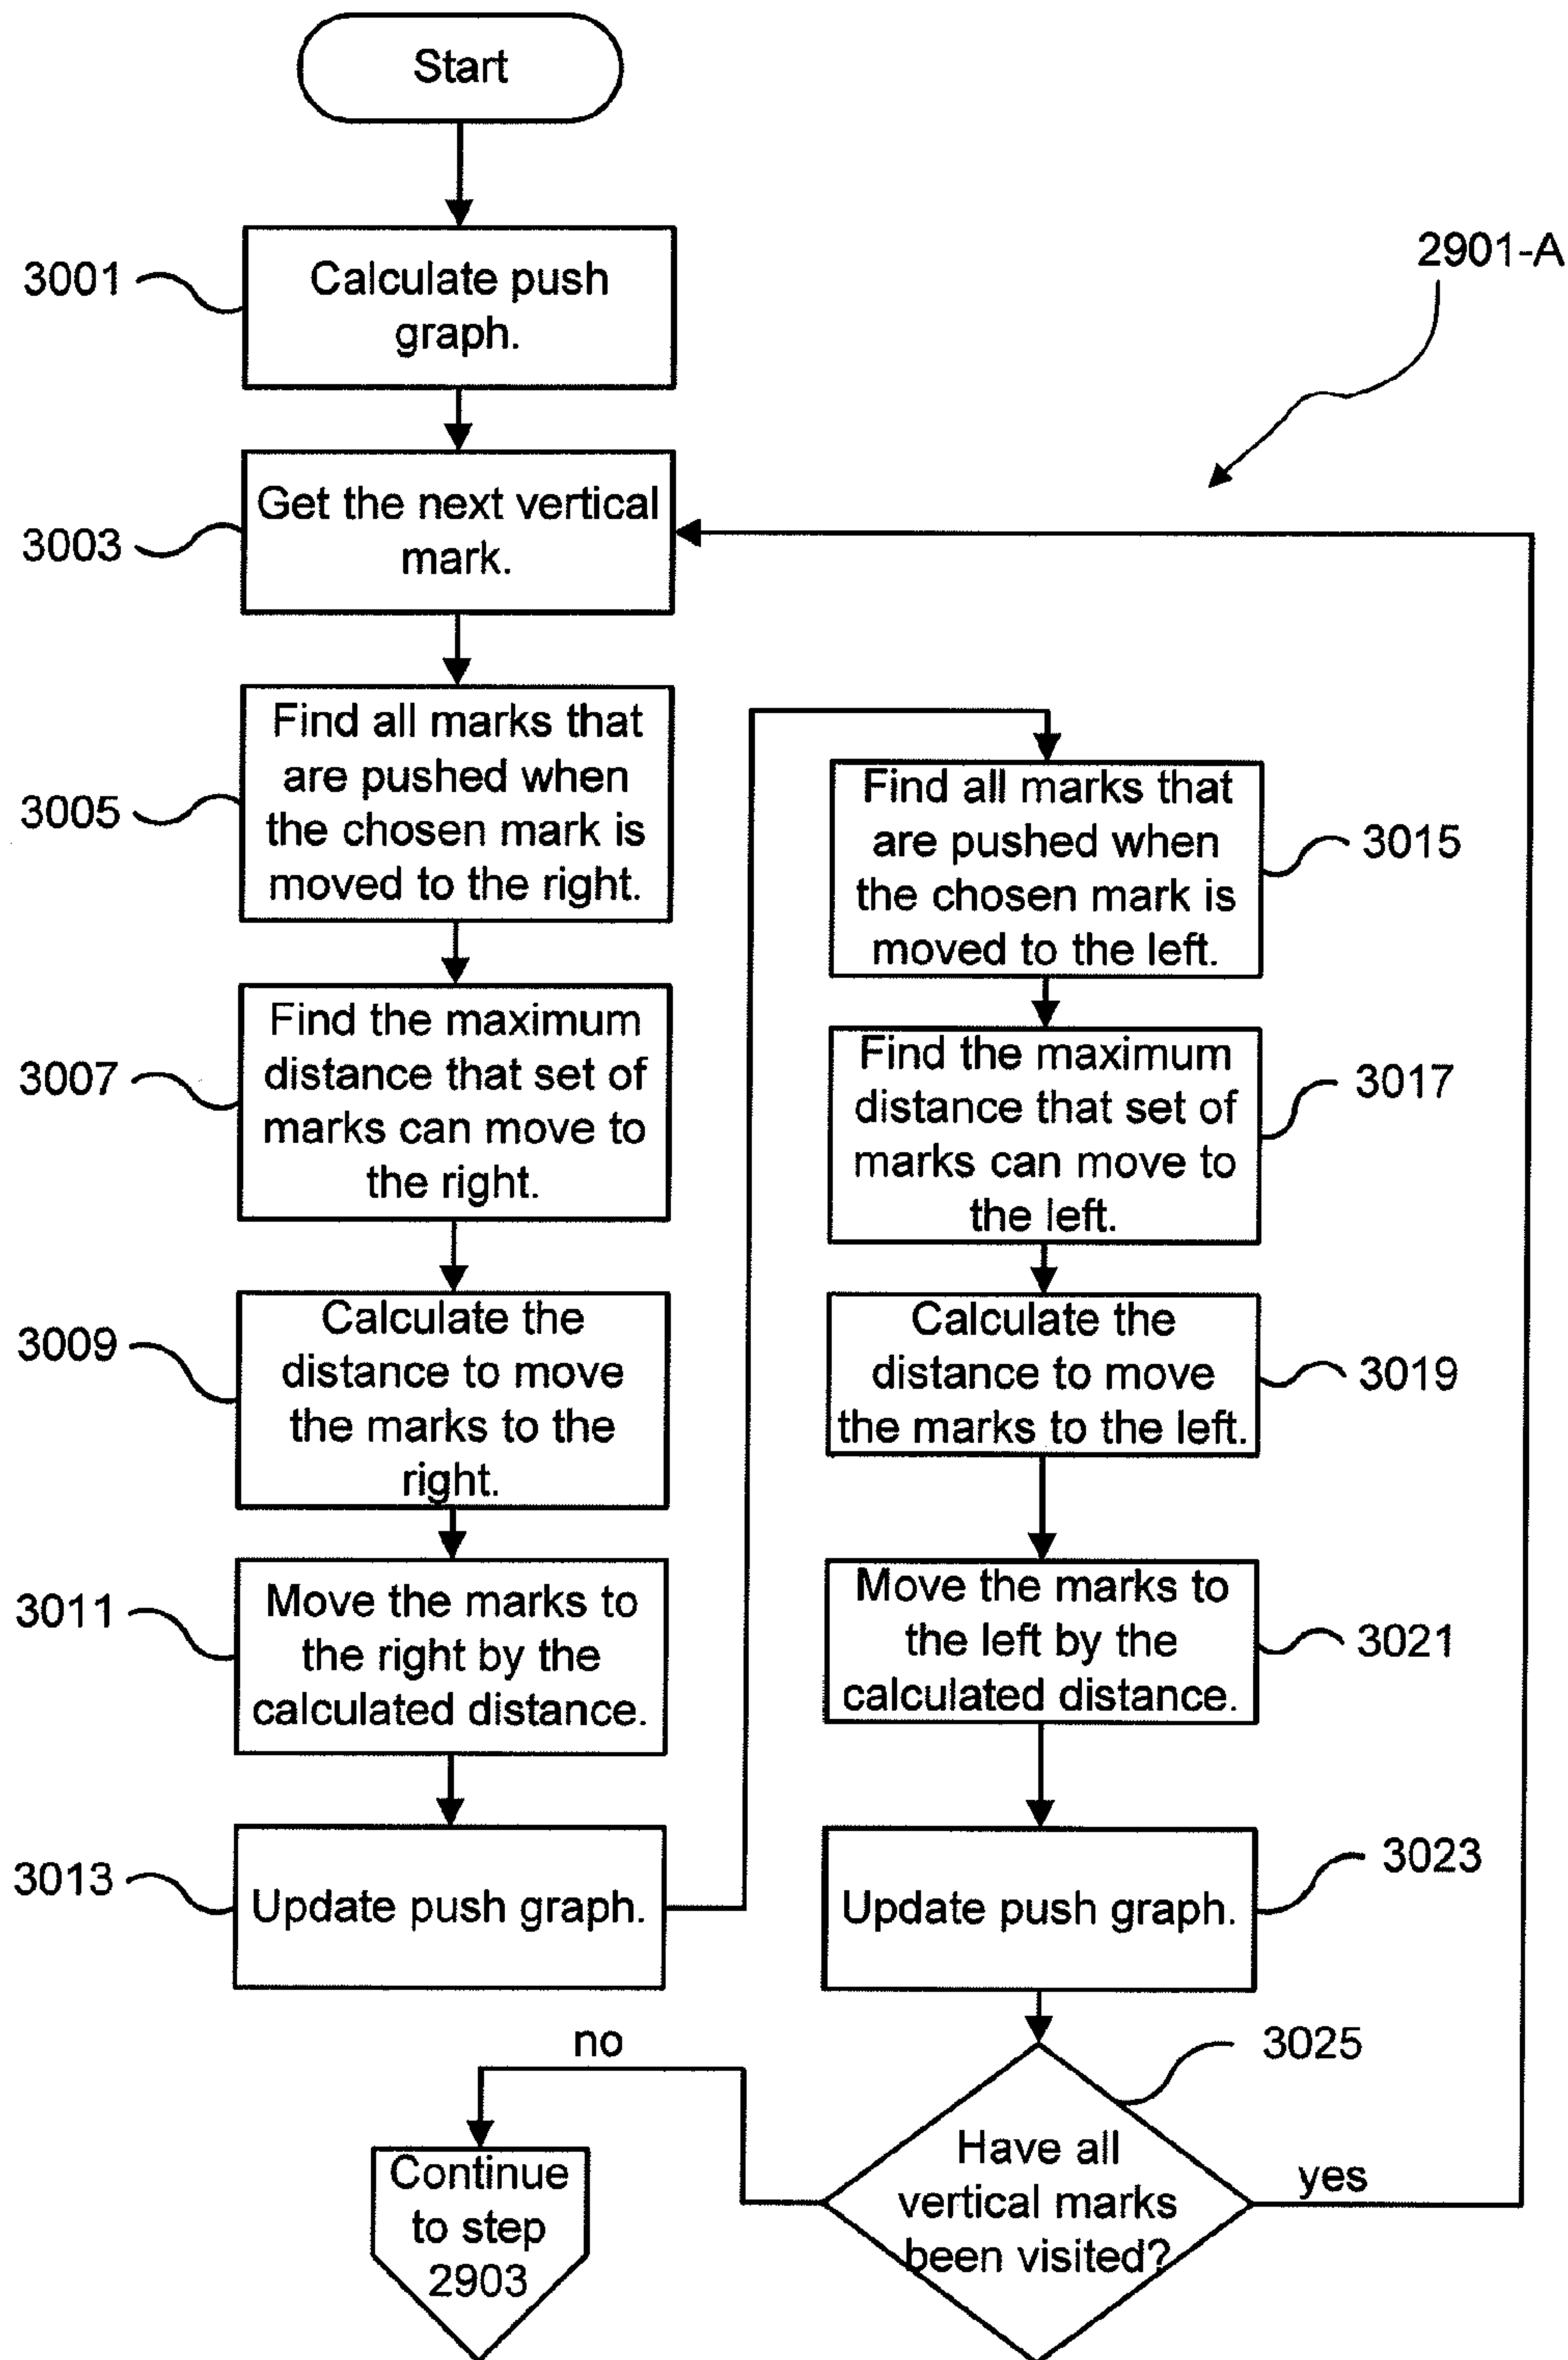 Start
3001
Calculate push
graph.
2901-A
3003
Get the next vertical
mark.
3005
Find all marks that
are pushed when
the chosen mark is
moved to the right.
3007
Find the maximum
distance that set of
marks can move to
the right.
3009
Calculate the
distance to move
the marks to the
right.
3011
Move the marks to
the right by the
calculated distance.
3013
Update push graph.
Find all marks that
are pushed when
the chosen mark is
moved to the left.
3015
Find the maximum
distance that set of
marks can move to
the left.
3017
Calculate the
distance to move
the marks to the left.
3019
Move the marks to
the left by the
calculated distance.
3021
Update push graph.
3023
3025
Have all
vertical marks
been visited?
yes
no
Continue
to step
2903